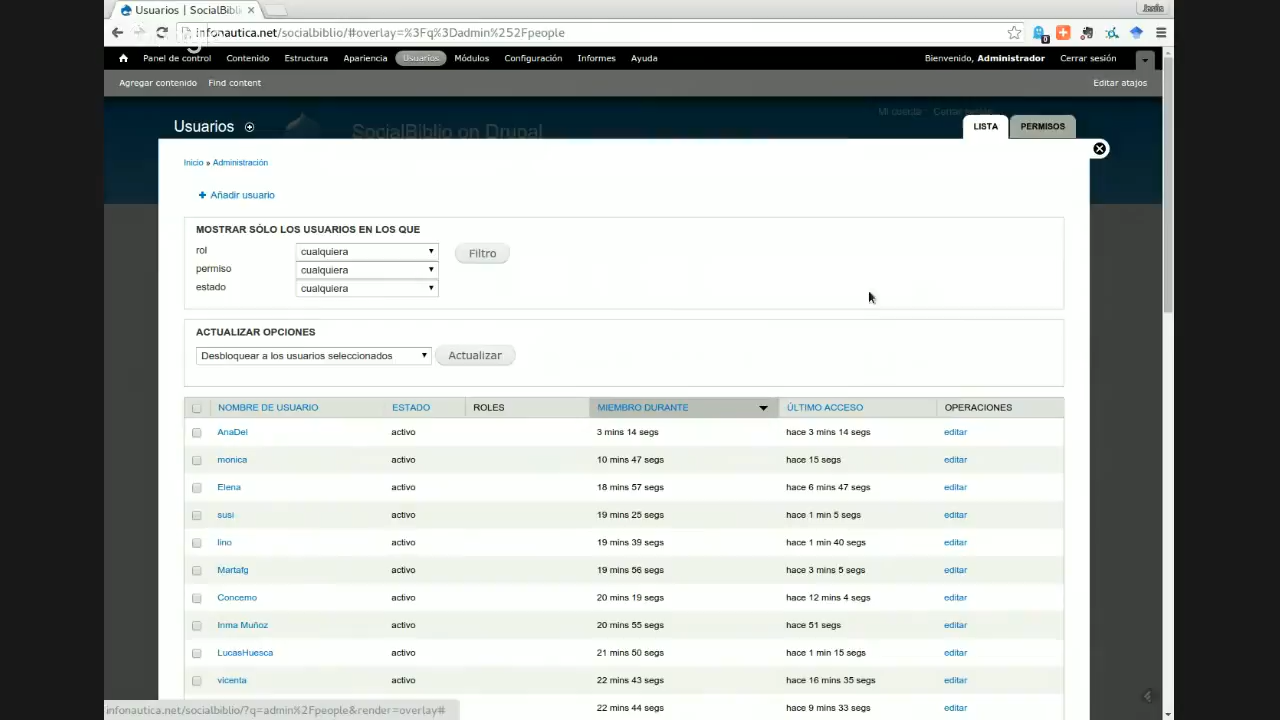 Usuarios | SocialBibli
infonautica.net/socialbiblio/#overlay=%3Fq%3Dadmin%252Fpeople
Panel de control Contenido Estructura Apariencia Usuarios Módulos Configuración Informes Ayuda Bienvenido, Administrador Cerrar sesión
Agregar contenido Find content Editar atajos
Mi cuenta Cerrar sesión
Usuarios SocialBiblio on Drupal LISTA PERMISOS
Inicio » Administración
Añadir usuario
MOSTRAR SÓLO LOS USUARIOS EN LOS QUE
rol cualquiera Filtro
permiso cualquiera
estado cualquiera
ACTUALIZAR OPCIONES
Desbloquear a los usuarios seleccionados Actualizar
NOMBRE DE USUARIO ESTADO ROLES MIEMBRO DURANTE ÚLTIMO ACCESO OPERACIONES
AnaDel activo 3 mins 14 segs hace 3 mins 14 segs editar
monica activo 10 mins 47 segs hace 15 segs editar
Elena activo 18 mins 57 segs hace 6 mins 47 segs editar
susi activo 19 mins 25 segs hace 1 min 5 segs editar
lino activo 19 mins 39 segs hace 1 min 40 segs editar
Martafg activo 19 mins 56 segs hace 3 mins 5 segs editar
Concemo activo 20 mins 19 segs hace 12 mins 4 segs editar
Inma Muñoz activo 20 mins 55 segs hace 51 segs editar
LucasHuesca activo 21 mins 50 segs hace 1 min 15 segs editar
vicenta activo 22 mins 43 segs hace 16 mins 35 segs editar
22 mins 44 segs hace 9 mins 33 segs editar
infonautica.net/socialbiblio/?q=admin%2Fpeople&render=overlay#